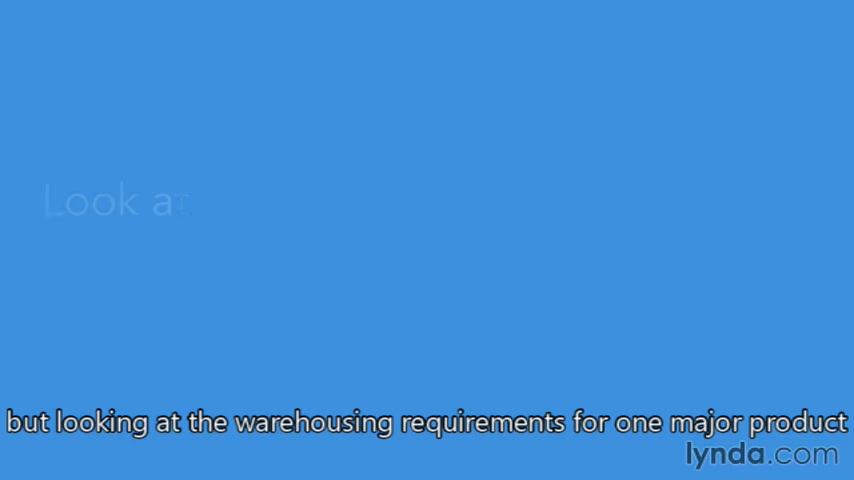 Look at
but looking at the warehousing requirements for one major product
lynda.com